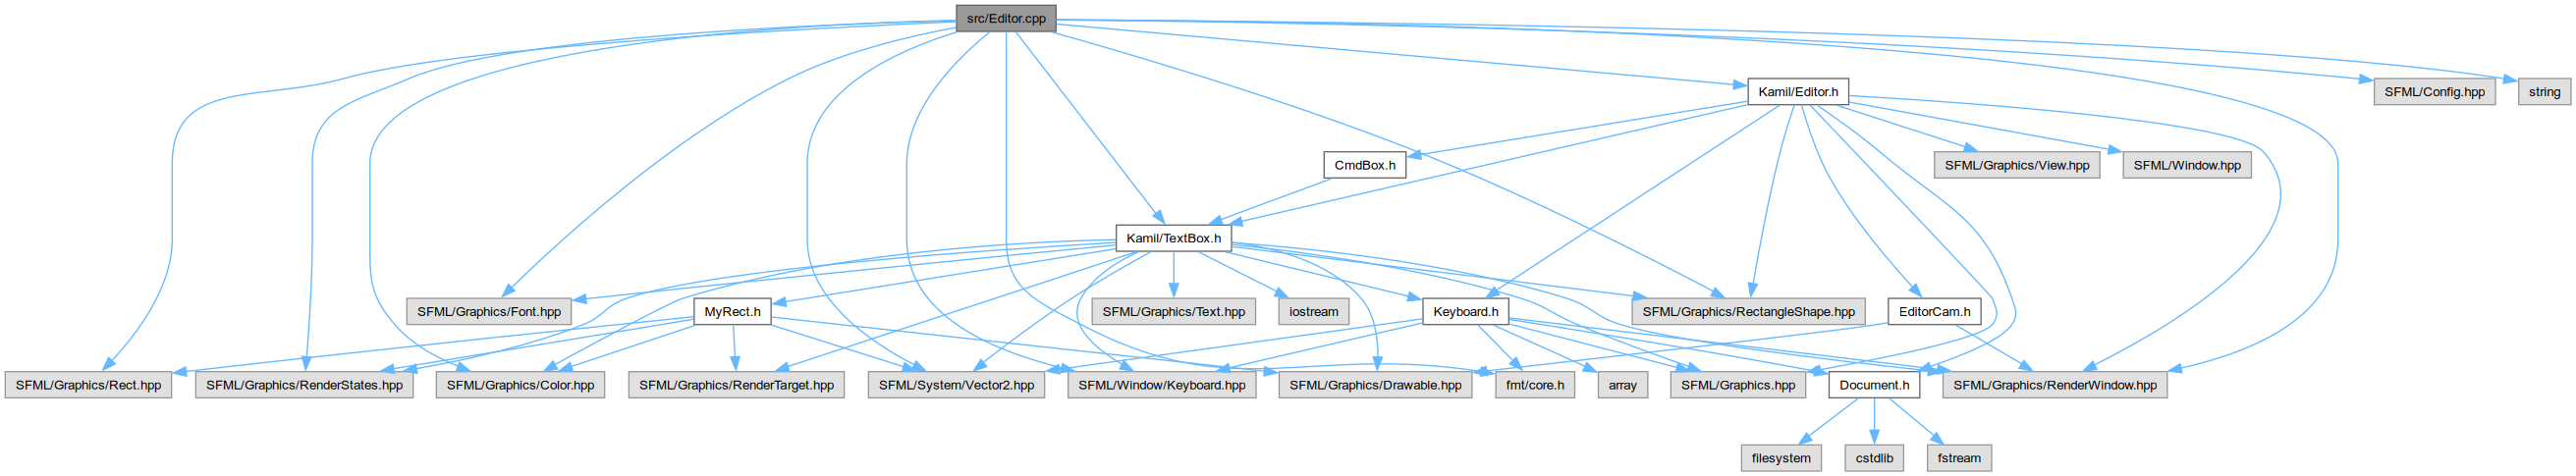 src/Editor.cpp
Kamil/Editor.h
SFML/Config.hpp
string
CmdBox.h
SFML/Graphics/View.hpp
SFML/Window.hpp
Kamil/TextBox.h
SFML/Graphics/Font.hpp
MyRect.h
SFML/Graphics/Text.hpp
iostream
Keyboard.h
SFML/Graphics/RectangleShape.hpp
EditorCam.h
SFML/Graphics/Rect.hpp
SFML/Graphics/RenderStates.hpp
SFML/Graphics/Color.hpp
SFML/Graphics/RenderTarget.hpp
SFML/System/Vector2.hpp
SFML/Window/Keyboard.hpp
SFML/Graphics/Drawable.hpp
fmt/core.h
array
SFML/Graphics.hpp
Document.h
SFML/Graphics/RenderWindow.hpp
filesystem
cstdlib
fstream